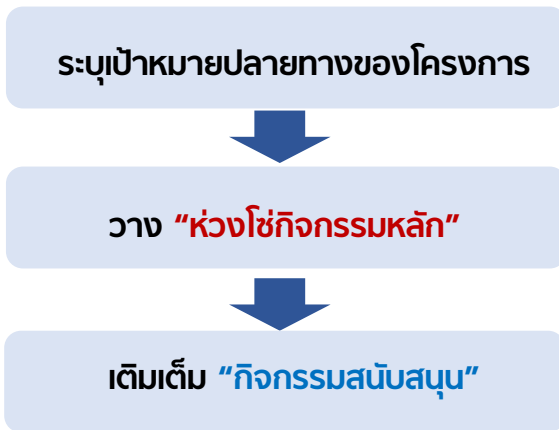 ระบุเป้าหมายปลายทางของโครงการ
วาง “ห่วงโซ่กิจกรรมหลัก”
เติมเต็ม “กิจกรรมสนับสนุน”